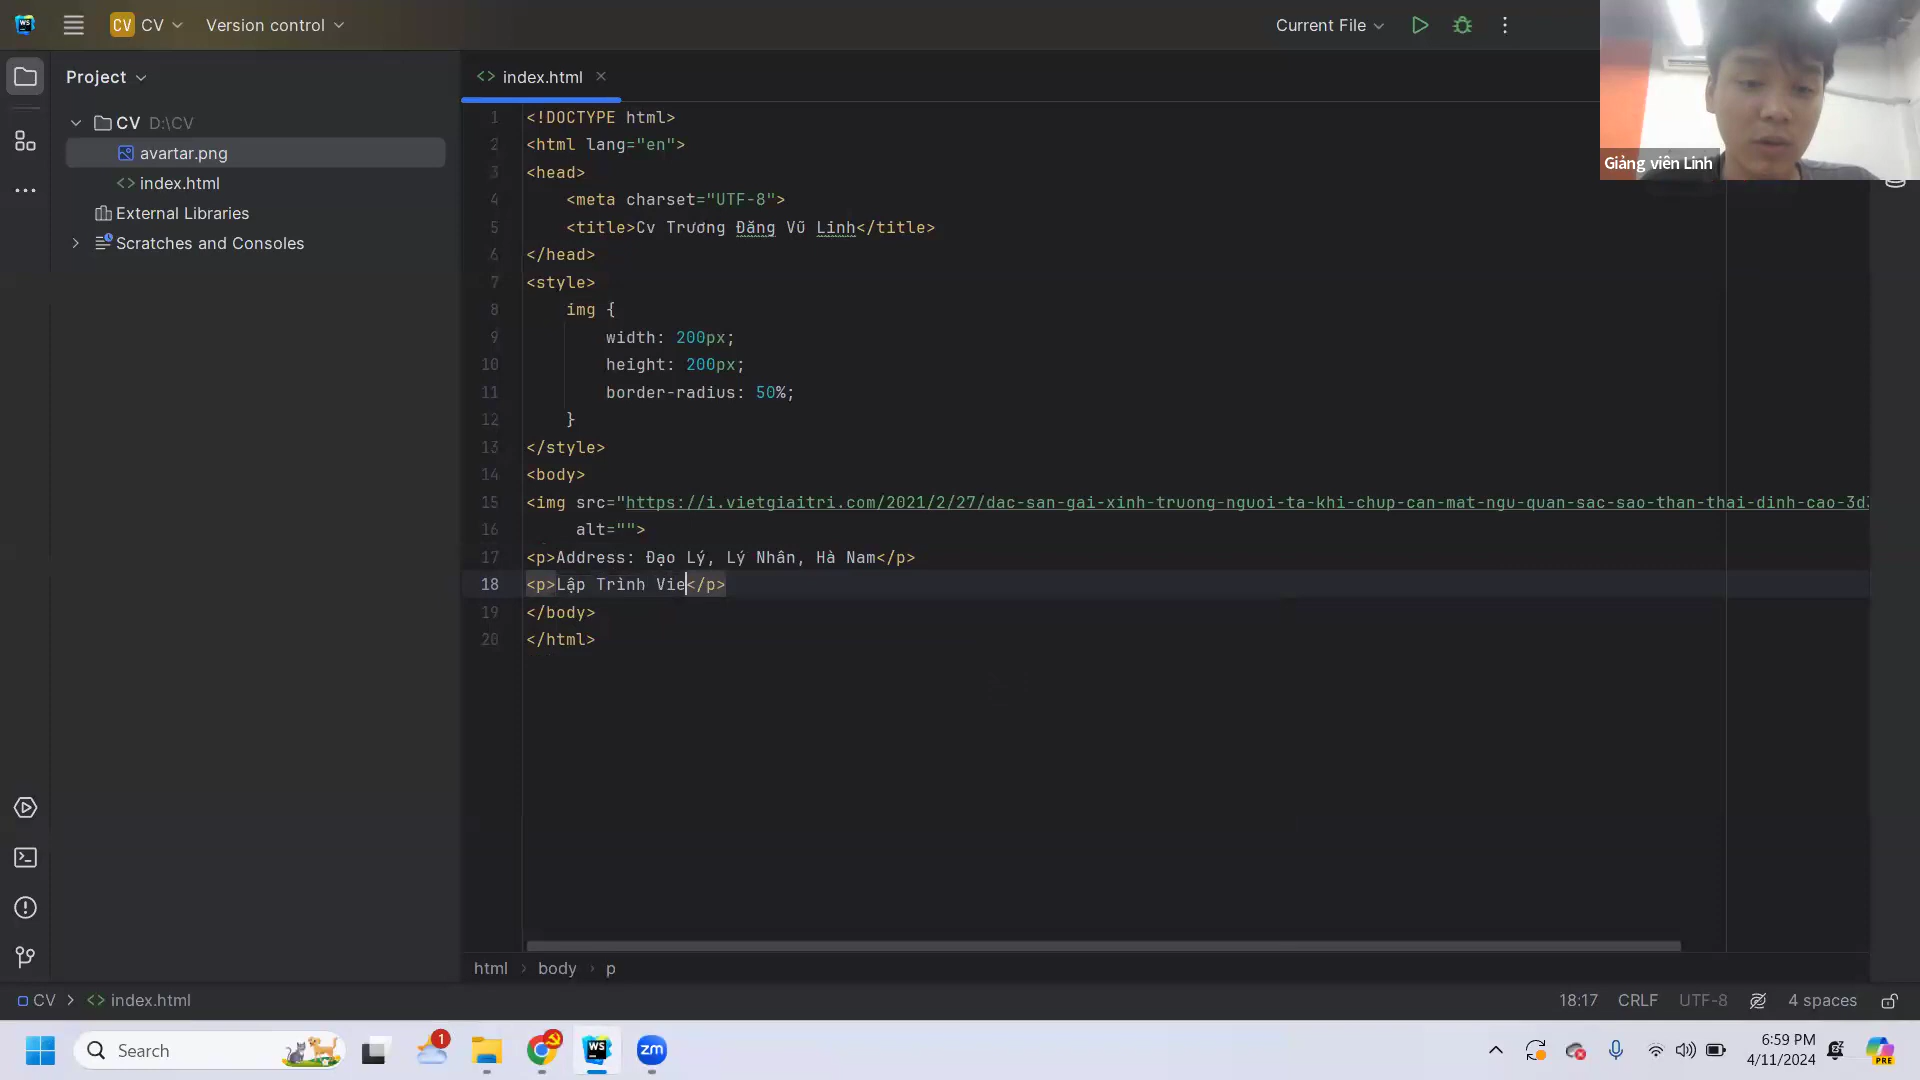 CV CV Version control Current File
Project index.html
CV D:\CV
avartar.png
index.html
External Libraries
Scratches and Consoles
1 <!DOCTYPE html>
2 <html lang="en">
3 <head>
4 <meta charset="UTF-8">
5 <title>Cv Trương Đăng Vũ Linh</title>
6 </head>
7 <style>
8 img {
9 width: 200px;
10 height: 200px;
11 border-radius: 50%;
12 }
13 </style>
14 <body>
15 <img src="https://i.vietgiaitri.com/2021/2/27/dac-san-gai-xinh-truong-nguoi-ta-khi-chup-can-mat-ngu-quan-sac-sao-than-thai-dinh-cao-3d
16 alt="">
17 <p>Address: Đạo Lý, Lý Nhân, Hà Nam</p>
18 <p>Lập Trình Vie</p>
19 </body>
20 </html>
Giảng viên Linh
html › body › p
CV > index.html 18:17 CRLF UTF-8 4 spaces
Search 1 WS zm PRE
6:59 PM
4/11/2024